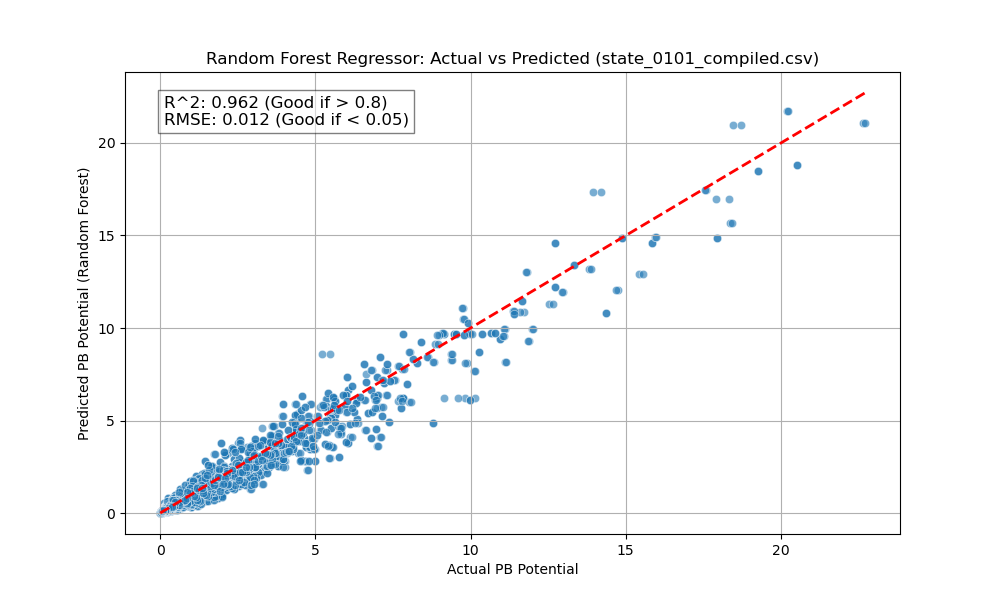 Random Forest Regressor: Actual vs Predicted (state_0101_compiled.csv)
R^2: 0.962 (Good if > 0.8)
RMSE: 0.012 (Good if < 0.05)
Predicted PB Potential (Random Forest)
20
15
10
5
0
0 5 10 15 20
Actual PB Potential